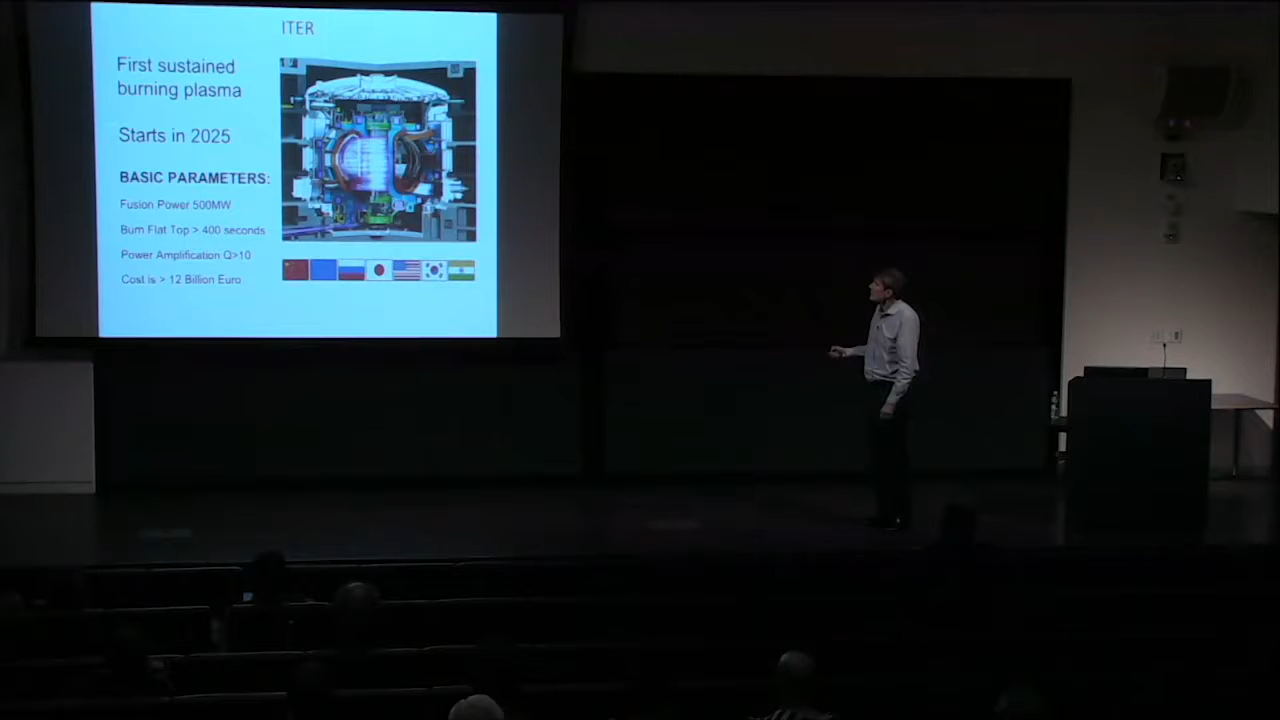 ITER
First sustained
burning plasma
Starts in 2025
BASIC PARAMETERS:
Fusion Power 500MW
Burn Flat Top > 400 seconds
Power Amplification Q>10
Cost is > 12 Billion Euro